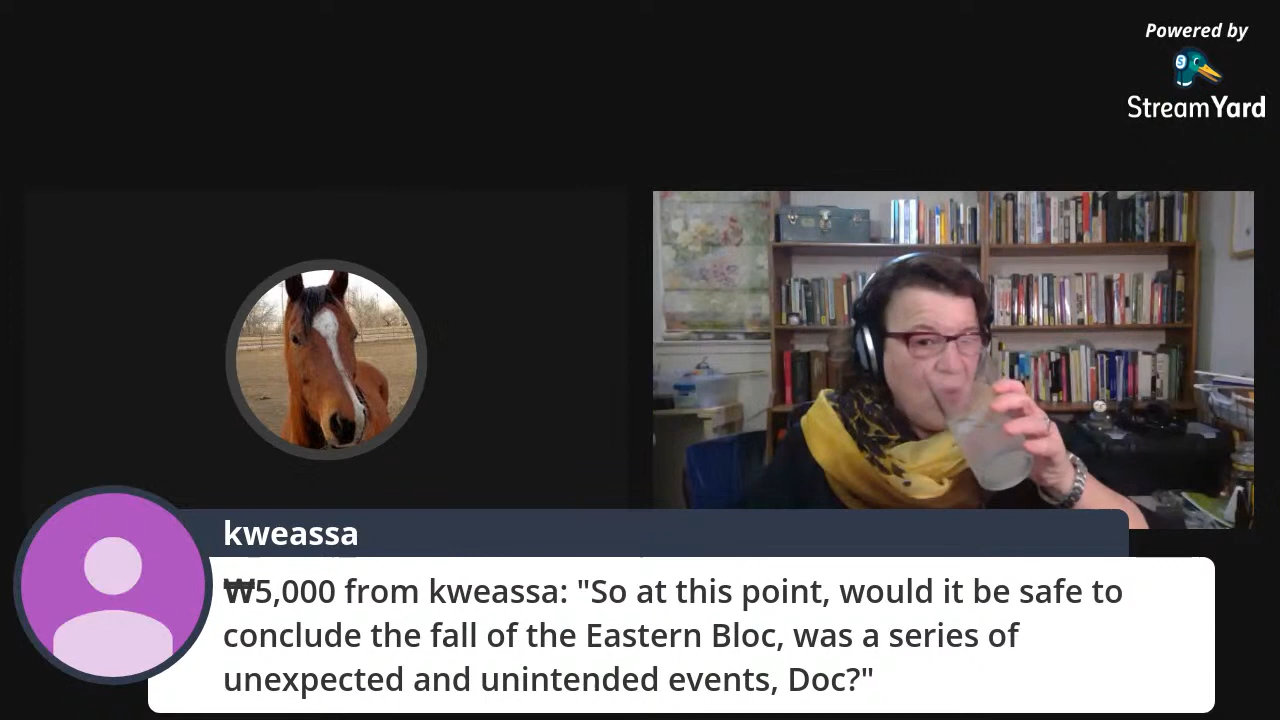 Powered by
StreamYard
kweassa
₩5,000 from kweassa: "So at this point, would it be safe to
conclude the fall of the Eastern Bloc, was a series of
unexpected and unintended events, Doc?"